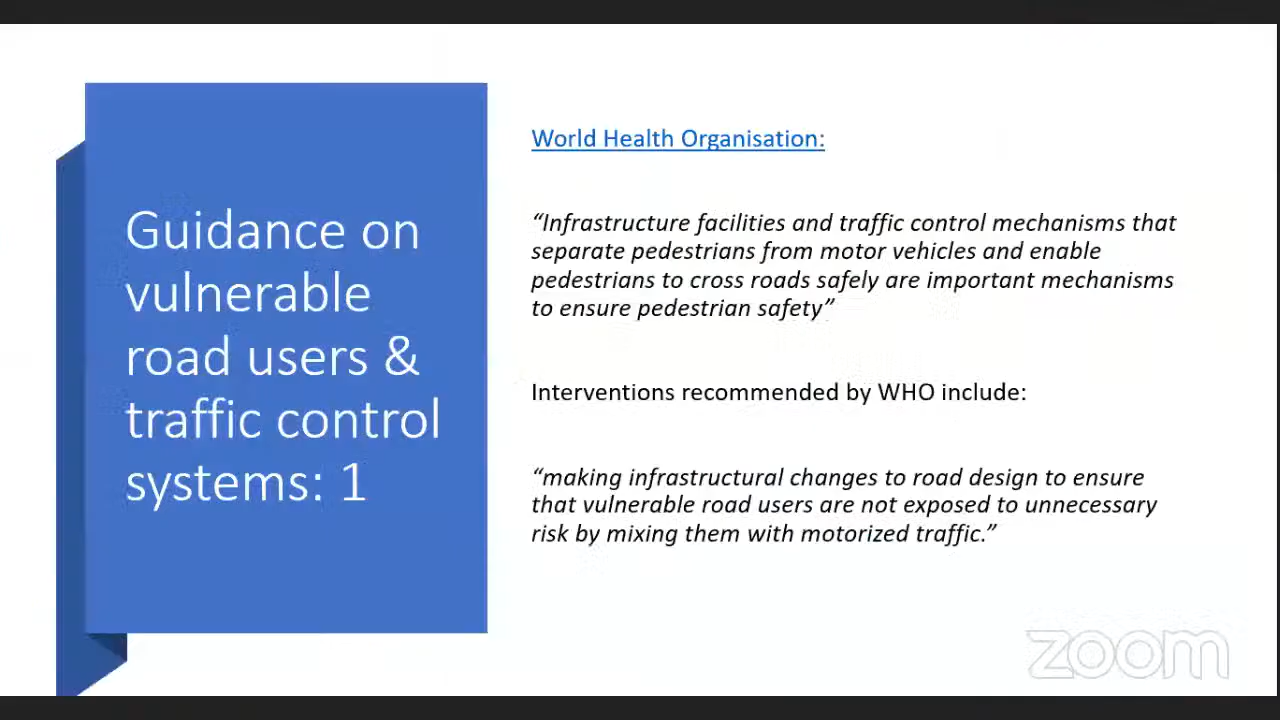 Guidance on
vulnerable
road users &
traffic control
systems: 1
World Health Organisation:
“Infrastructure facilities and traffic control mechanisms that
separate pedestrians from motor vehicles and enable
pedestrians to cross roads safely are important mechanisms
to ensure pedestrian safety”
Interventions recommended by WHO include:
“making infrastructural changes to road design to ensure
that vulnerable road users are not exposed to unnecessary
risk by mixing them with motorized traffic.”
zoom